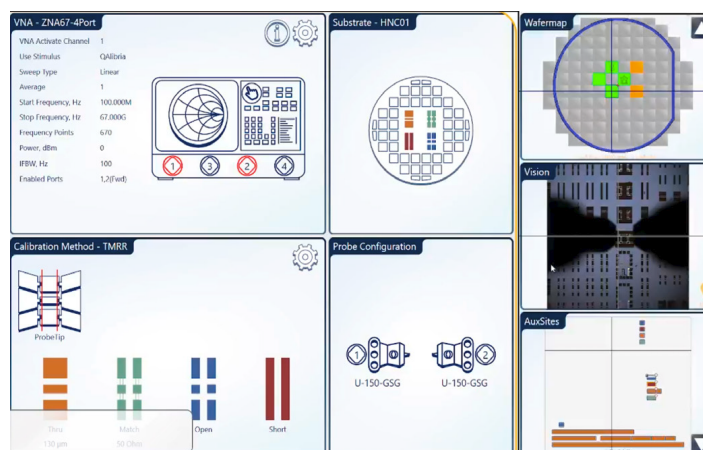 VNA - ZNA67-4Port
VNA Activate Channel 1
Use Stimulus QAlibria
Sweep Type Linear
Average 1
Start Frequency, Hz 100.000M
Stop Frequency, Hz 67.000G
Frequency Points 670
Power, dBm 0
IFBW, Hz 100
Enabled Ports 1,2(Fwd)
1 3 2 4
Substrate - HNC01
Wafermap
Vision
Calibration Method - TMRR
Probe Tip
Thru Match Open Short
110 µm 50 Ohm
Probe Configuration
1 2
U-150-GSG U-150-GSG
AuxSites